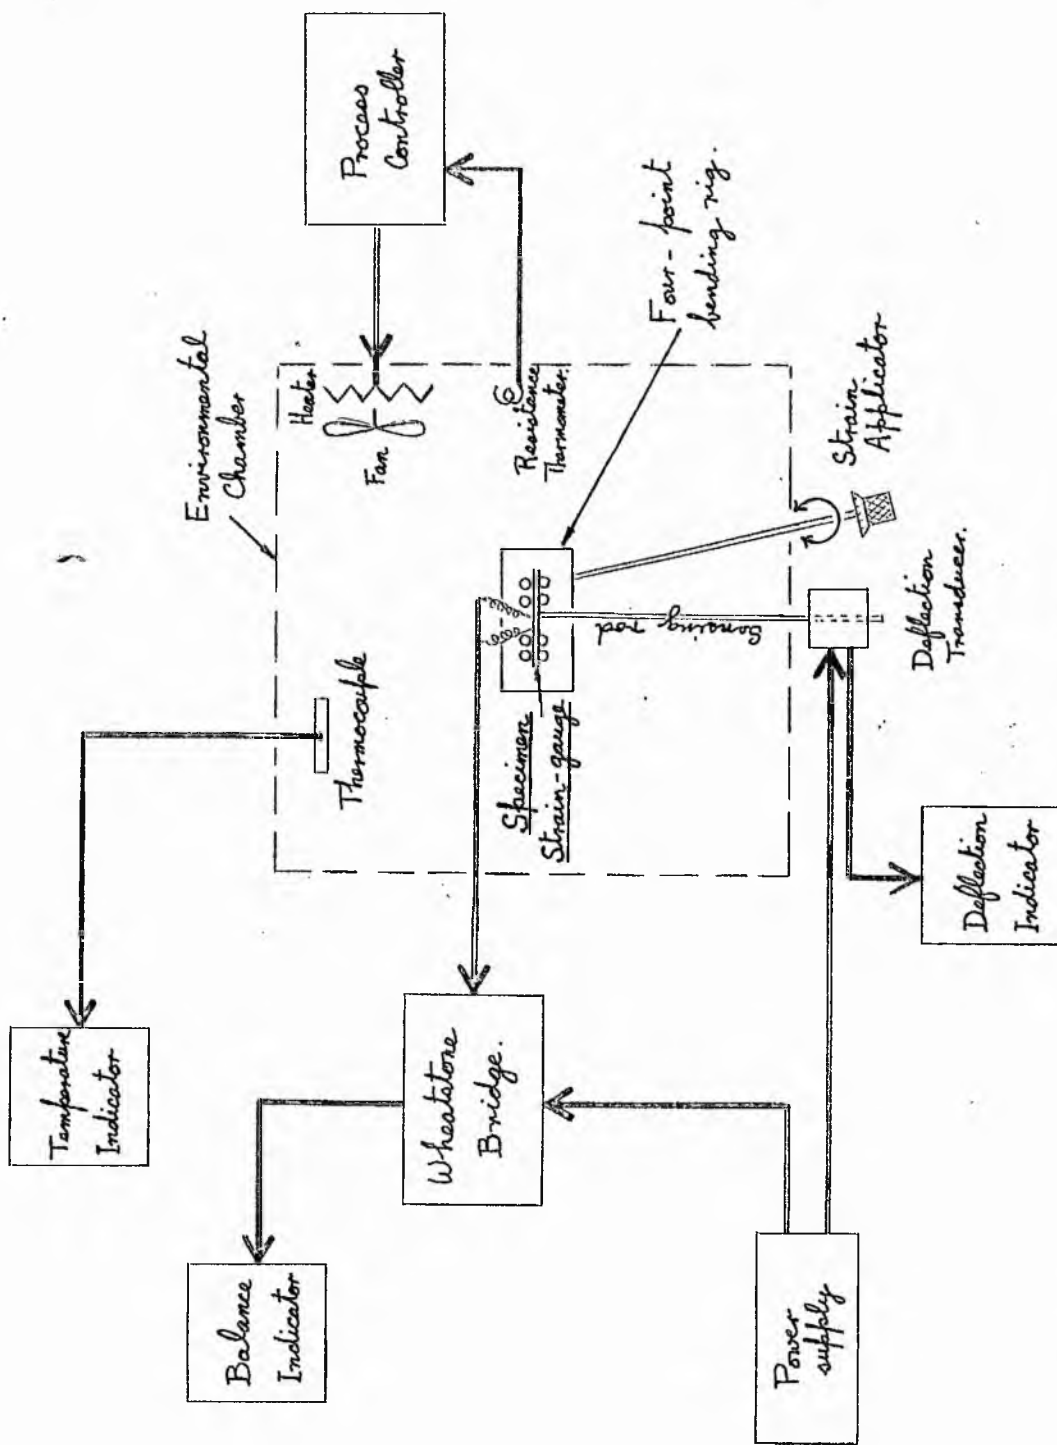 Temperature
Indicator
Balance
Indicator
Wheatstone
Bridge.
Power
supply
Thermocouple
Environmental
Chamber
Heater
Fan
Process
Controller
Resistance
Thermometer.
Specimen
Strain-gauge
Sensing rod
Four-point
bending rig.
Strain
Applicator
Deflection
Transducer.
Deflection
Indicator